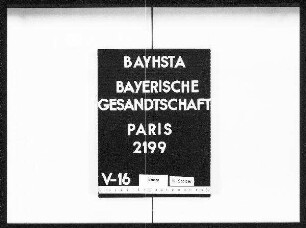 BAYHSTA
BAYERISCHE
GESANDTSCHAFT
PARIS
2199
V-16